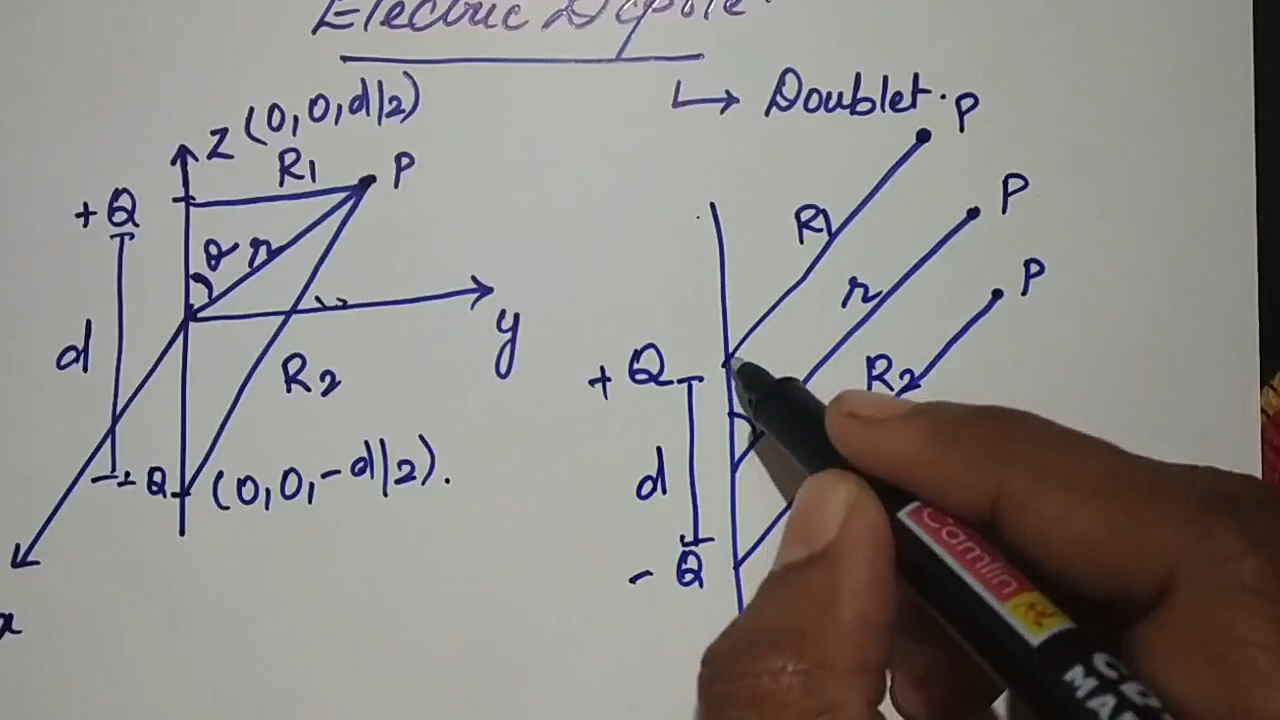 Electric Dipole.
↳ Doublet.
z (0, 0, d/2)
R1
P
+ Q
θ
r
d
y
R2
- Q
(0, 0, -d/2).
x
P
R1
P
r
P
R2
+ Q
d
- Q
Camlin